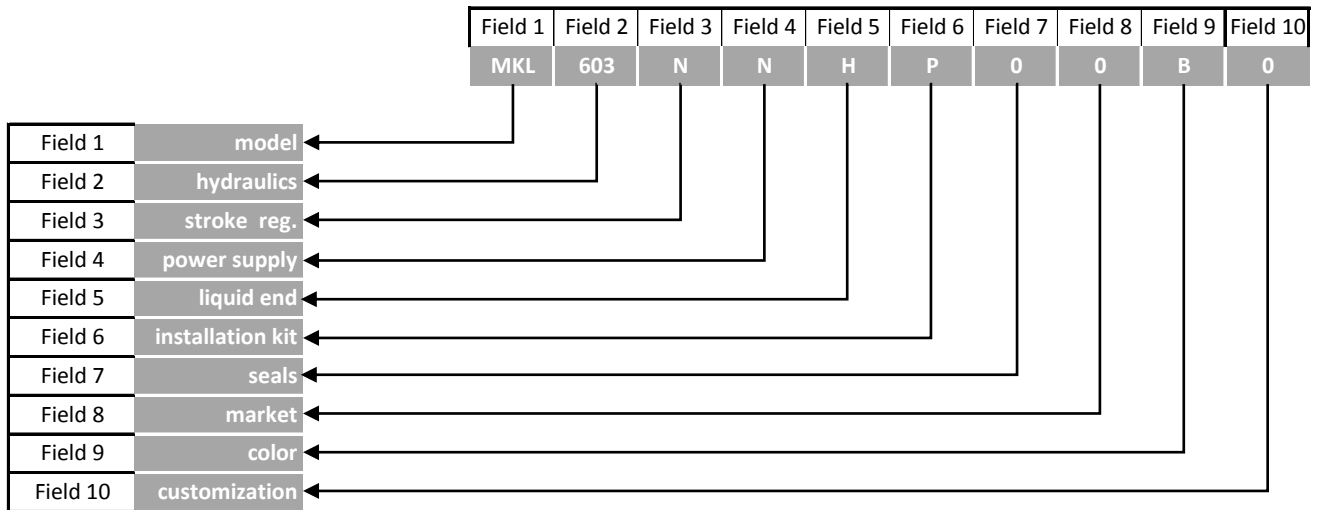 Field 1 Field 2 Field 3 Field 4 Field 5 Field 6 Field 7 Field 8 Field 9 Field 10
MKL 603 N N H P 0 0 B 0
Field 1 model
Field 2 hydraulics
Field 3 stroke reg.
Field 4 power supply
Field 5 liquid end
Field 6 installation kit
Field 7 seals
Field 8 market
Field 9 color
Field 10 customization